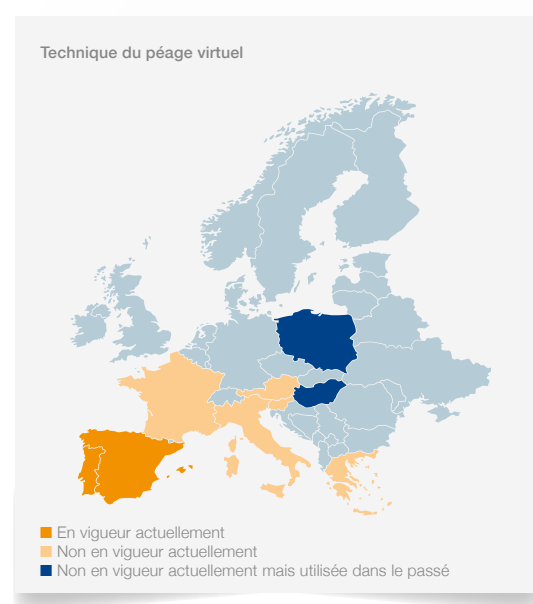 Technique du péage virtuel
En vigueur actuellement
Non en vigueur actuellement
Non en vigueur actuellement mais utilisée dans le passé